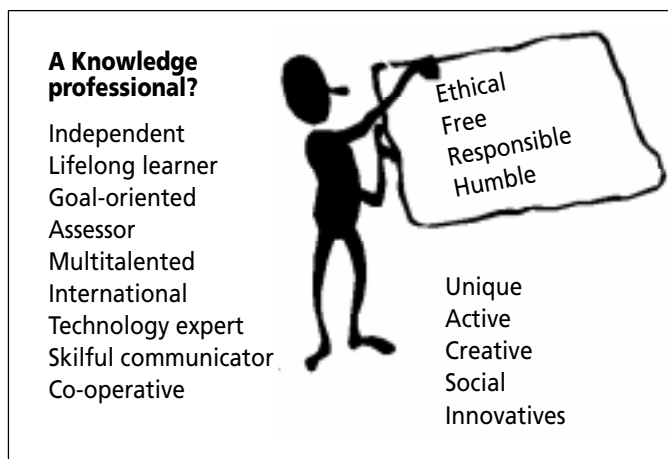 A Knowledge
professional?
Independent
Lifelong learner
Goal-oriented
Assessor
Multitalented
International
Technology expert
Skilful communicator
Co-operative
Ethical
Free
Responsible
Humble
Unique
Active
Creative
Social
Innovatives